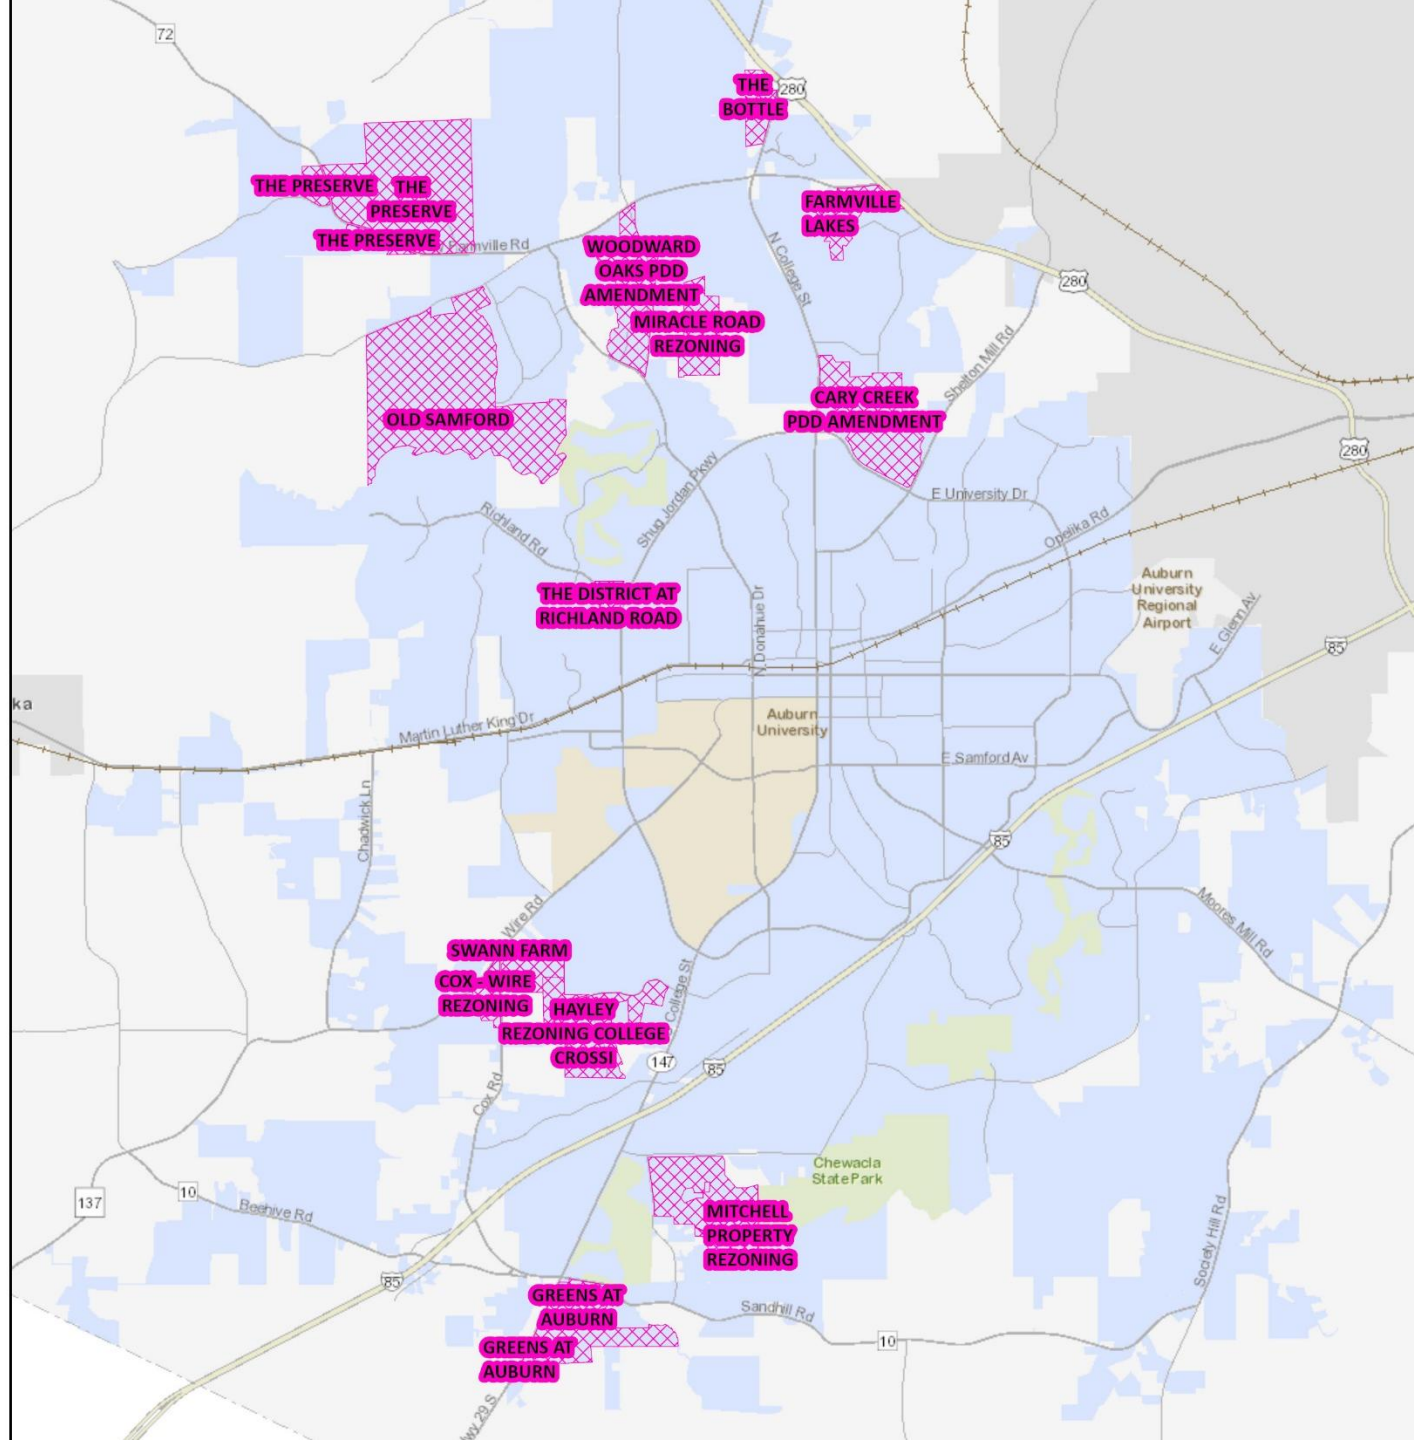 72
THE
BOTTLE
280
THE PRESERVE
THE
PRESERVE
THE PRESERVE
Farmville Rd
FARMVILLE
LAKES
WOODWARD
OAKS PDD
AMENDMENT
N College St
280
MIRACLE ROAD
REZONING
Shelton Mill Rd
CARY CREEK
PDD AMENDMENT
OLD SAMFORD
280
Shug Jordan Pkwy
E University Dr
Richland Rd
Opelika Rd
THE DISTRICT AT
RICHLAND ROAD
N Donahue Dr
Auburn
University
Regional
Airport
E Glenn Av
85
ka
Martin Luther King Dr
Auburn
University
E Samford Av
Chadwick Ln
85
Wire Rd
Moores Mill Rd
SWANN FARM
COX - WIRE
REZONING
HAYLEY
REZONING COLLEGE
CROSSI
College St
147
85
Cox Rd
Chewacla
State Park
137
10
Beehive Rd
MITCHELL
PROPERTY
REZONING
Society Hill Rd
85
GREENS AT
AUBURN
Sandhill Rd
10
GREENS AT
AUBURN
wy 29 S